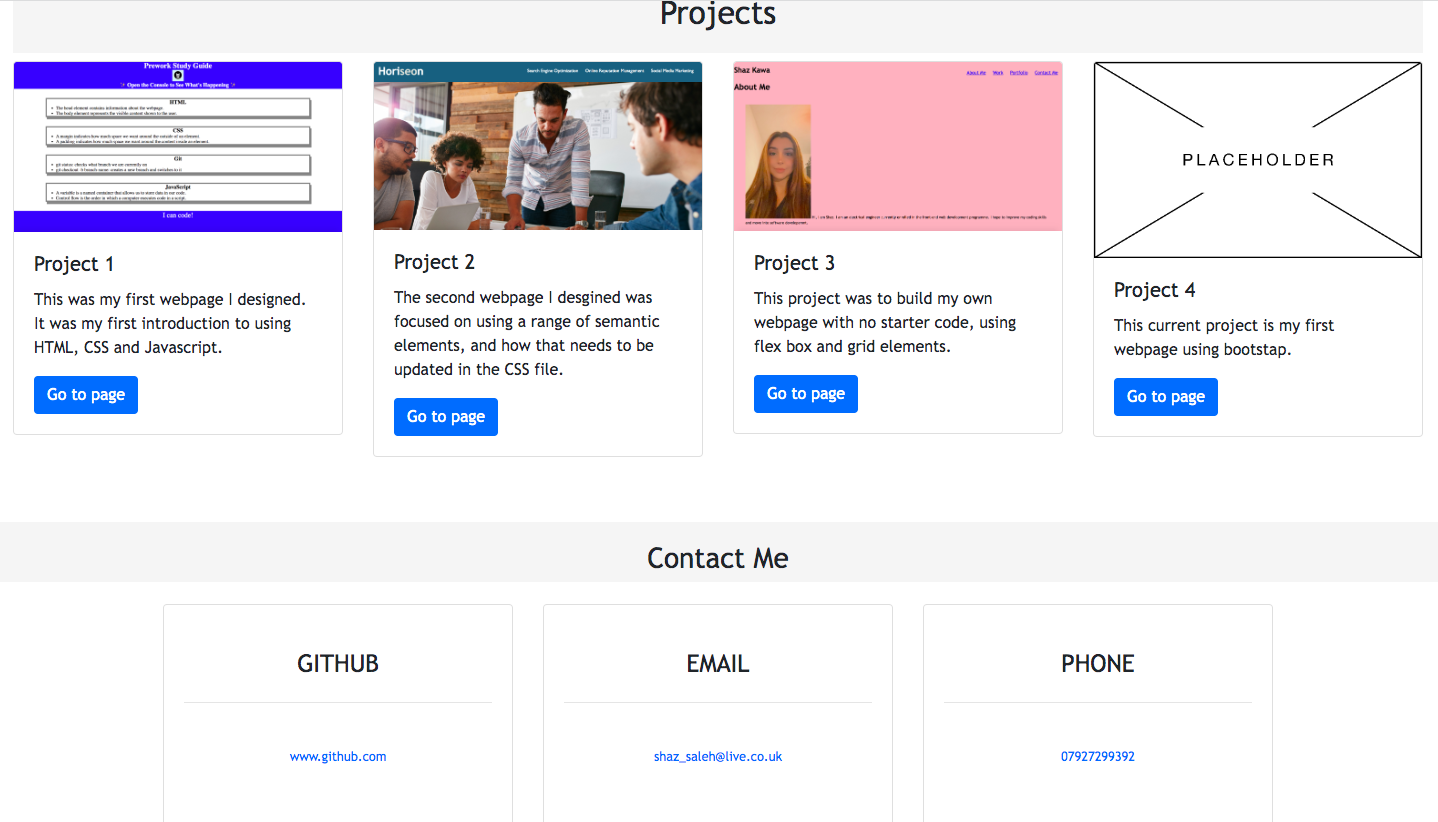 Projects
Prework Study Guide
Open the Console to See What's Happening
HTML
The head element contains information about the webpage.
The body element represents the visible content shown to the user.
CSS
A margin indicates how much space we want around the outside of an element.
A padding indicates how much space we want around the content inside an element.
Git
git status checks what branch we are currently on
git checkout -b branch-name creates a new branch and switches to it
JavaScript
A variable is a named container that allows us to store data in our code.
Control flow is the order in which a computer executes code in a script.
I can code!
Project 1
This was my first webpage I designed.
It was my first introduction to using
HTML, CSS and Javascript.
Go to page
Horiseon
Search Engine Optimization Online Reputation Management Social Media Marketing
Project 2
The second webpage I desgined was
focused on using a range of semantic
elements, and how that needs to be
updated in the CSS file.
Go to page
Shaz Kawa
About Me Work Portfolio Contact Me
About Me
Project 3
This project was to build my own
webpage with no starter code, using
flex box and grid elements.
Go to page
PLACEHOLDER
Project 4
This current project is my first
webpage using bootstap.
Go to page
Contact Me
GITHUB
www.github.com
EMAIL
shaz_saleh@live.co.uk
PHONE
07927299392